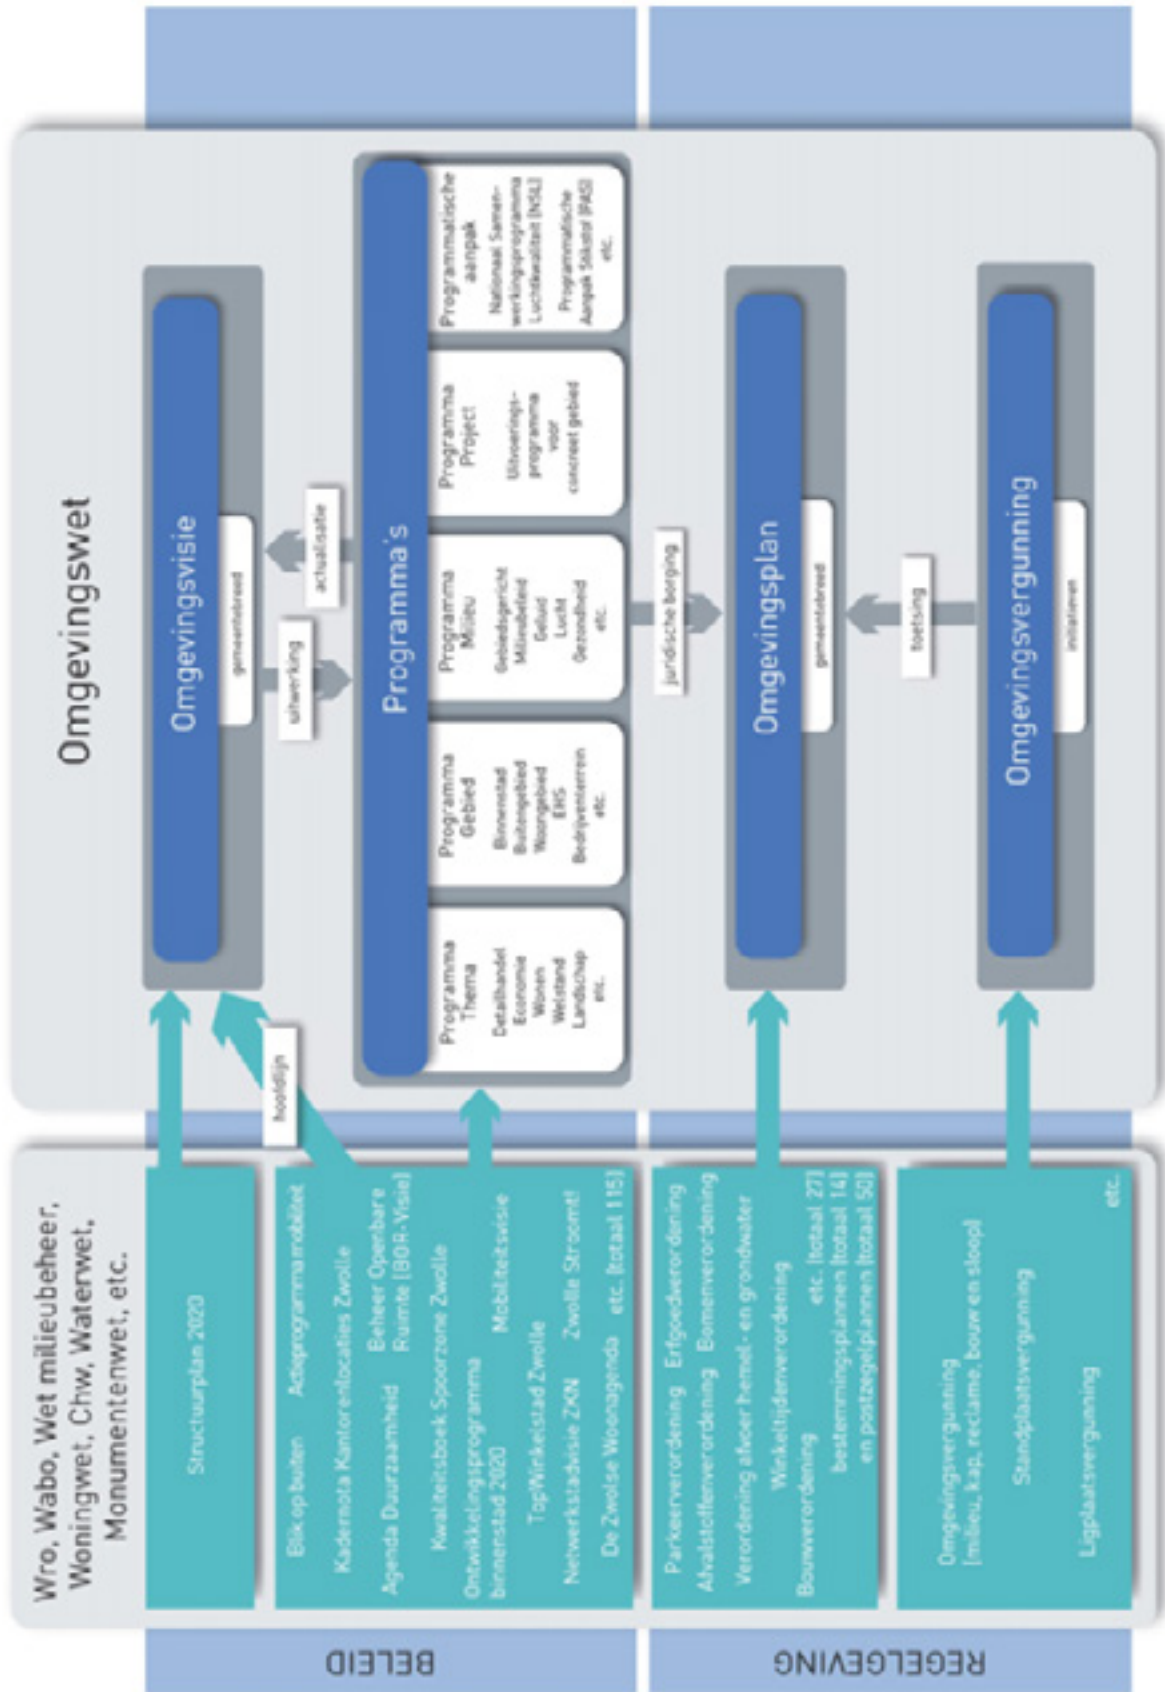 Wro, Wabo, Wet milieubeheer,
Woningwet, Chw, Waterwet,
Monumentenwet, etc.
Omgevingswet
BELEID
Structuurplan 2020
Blik op buiten Actieprogramma mobiliteit
Kadernota Kantorenlocaties Zwolle
Agenda Duurzaamheid Beheer Openbare
Ruimte (BOR-Visie)
Kwaliteitsboek Spoorzone Zwolle
Ontwikkelingsprogramma
binnenstad 2020 Mobiliteitsvisie
TopWinkelstad Zwolle
Netwerkstadvisie ZKN Zwolle Stroomt!
De Zwolse Woonagenda etc. (totaal 115)
hoofdlijn
Omgevingsvisie
gemeentebreed
uitwerking
actualisatie
Programma's
Programma
Thema
Detailhandel
Economie
Wonen
Welstand
Landschap
etc.
Programma
Gebied
Binnenstad
Buitengebied
Woongebied
EHS
Bedrijventerrein
etc.
Programma
Milieu
Gebiedsgericht
Milieubeleid
Geluid
Lucht
Gezondheid
etc.
Programma
Project
Uitvoerings-
programma
voor
concreet gebied
Programmatische
aanpak
Nationaal Samen-
werkingsprogramma
Luchtkwaliteit (NSL)
Programmatische
Aanpak Stikstof (PAS)
etc.
juridische borging
REGELGEVING
Parkeerverordening Erfgoedverordening
Afvalstoffenverordening Bomenverordening
Verordening afvoer hemel- en grondwater
Winkeltijdenverordening
Bouwverordening etc. (totaal 27)
bestemmingsplannen (totaal 14)
en postzegelplannen (totaal 50)
Omgevingsplan
gemeentebreed
toetsing
Omgevingsvergunning
(milieu, kap, reclame, bouw en sloop)
Standplaatsvergunning
Ligplaatsvergunning etc.
Omgevingsvergunning
initiatieven